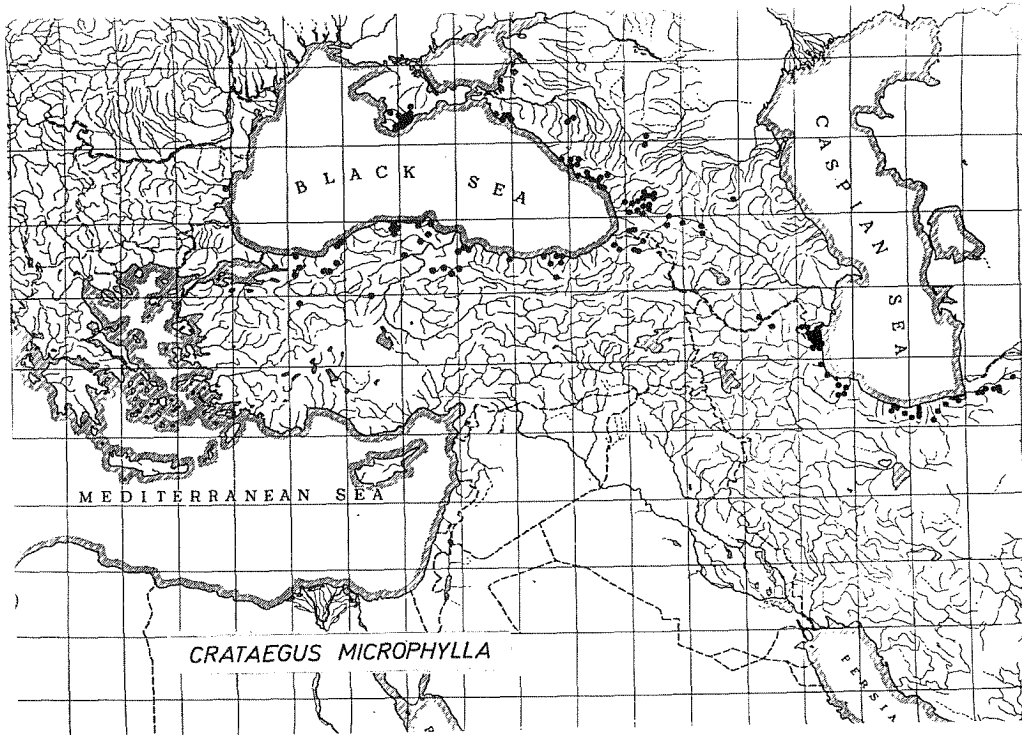 BLACK SEA
CASPIAN SEA
MEDITERRANEAN SEA
CRATAEGUS MICROPHYLLA
PERSIA
R